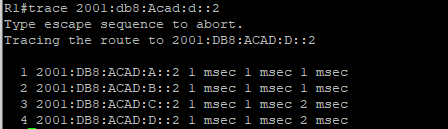 R1#trace 2001:db8:Acad:d::2
Type escape sequence to abort.
Tracing the route to 2001:DB8:ACAD:D::2
1 2001:DB8:ACAD:A::2 1 msec 1 msec 1 msec
2 2001:DB8:ACAD:B::2 1 msec 1 msec 1 msec
3 2001:DB8:ACAD:C::2 1 msec 1 msec 2 msec
4 2001:DB8:ACAD:D::2 1 msec 1 msec 2 msec